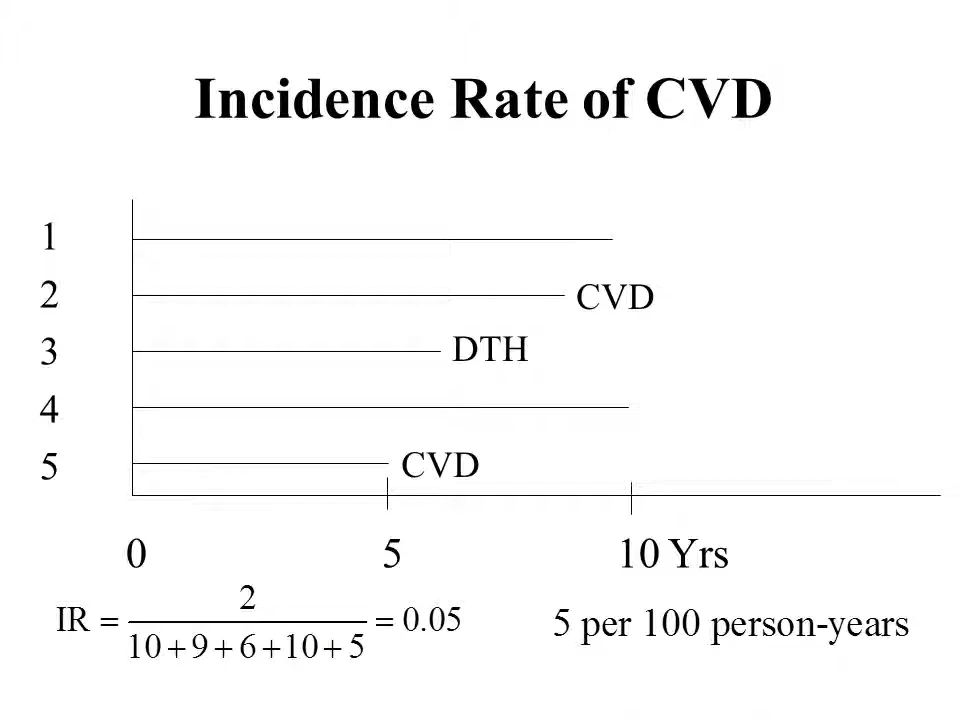 Incidence Rate of CVD
1
2 CVD
3 DTH
4
5 CVD
0 5 10 Yrs
IR = 2 / 10 + 9 + 6 + 10 + 5 = 0.05
5 per 100 person-years